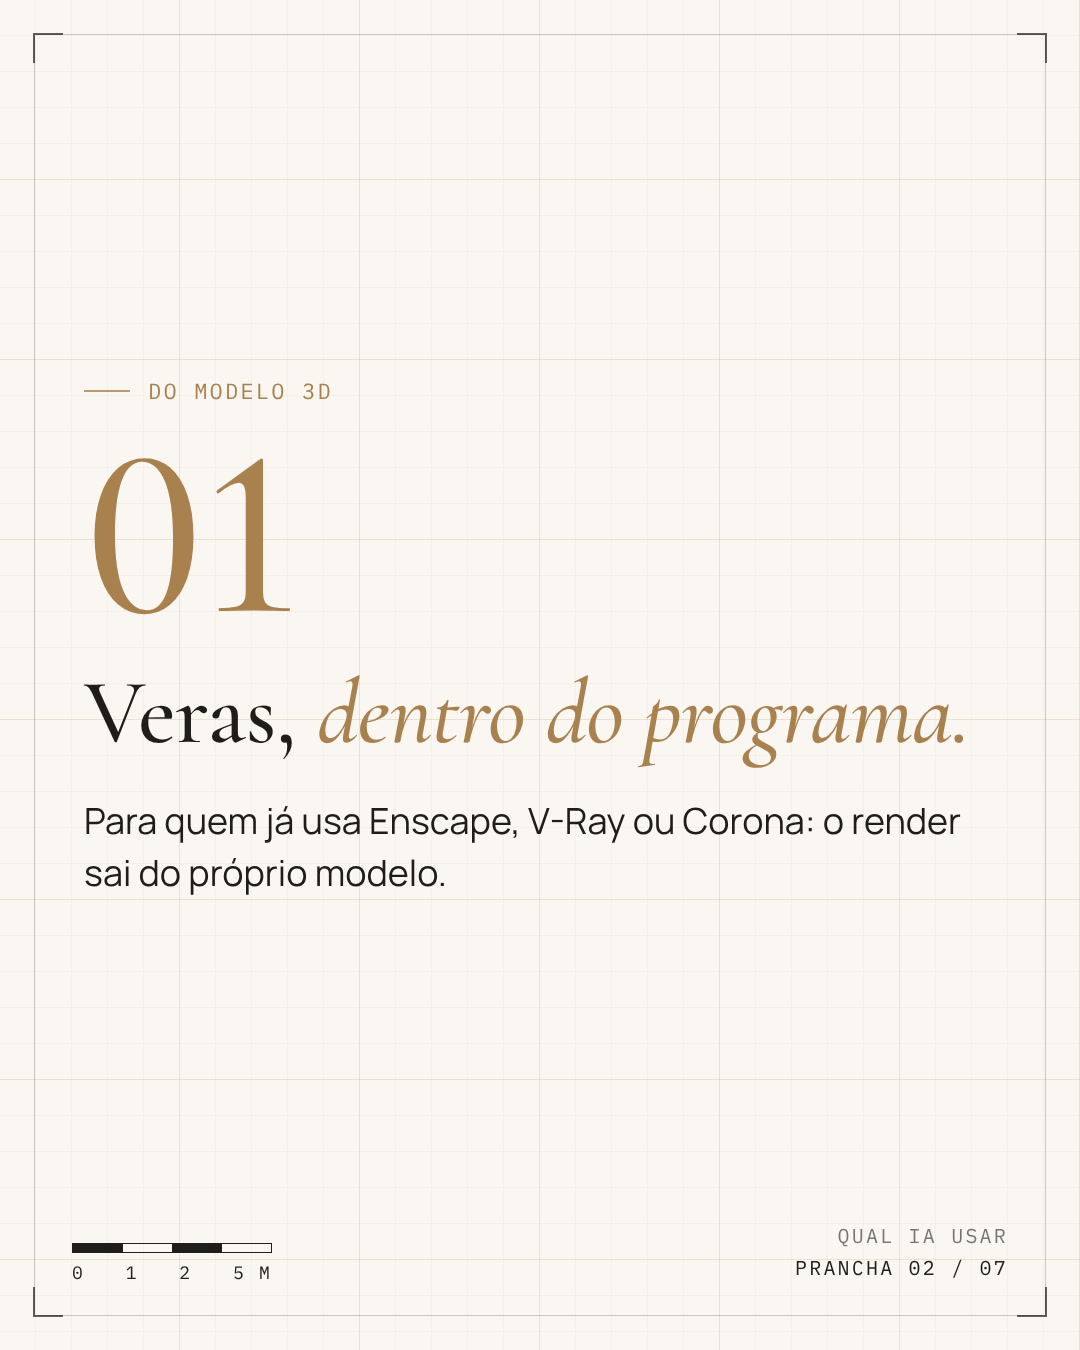 DO MODELO 3D
01
Veras, dentro do programa.
Para quem já usa Enscape, V-Ray ou Corona: o render
sai do próprio modelo.
0 1 2 5 M
QUAL IA USAR
PRANCHA 02 / 07